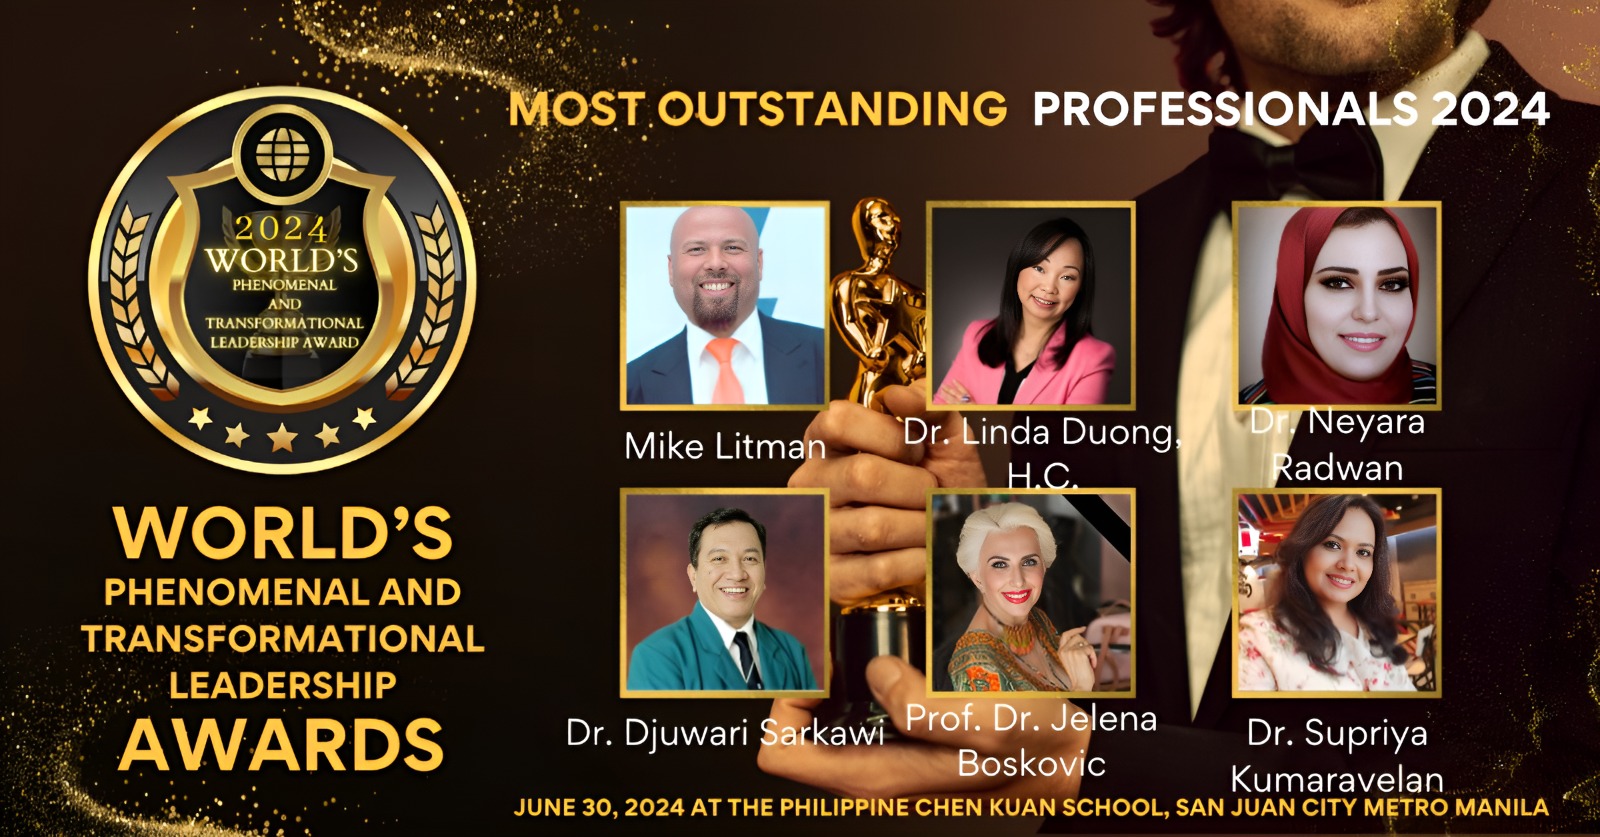 MOST OUTSTANDING PROFESSIONALS 2024
2024
WORLD'S
PHENOMENAL
AND
TRANSFORMATIONAL
LEADERSHIP AWARD
WORLD'S
PHENOMENAL AND
TRANSFORMATIONAL
LEADERSHIP
AWARDS
Mike Litman
Dr. Linda Duong,
H.C.
Dr. Neyara
Radwan
Dr. Djuwari Sarkawi
Prof. Dr. Jelena
Boskovic
Dr. Supriya
Kumaravelan
JUNE 30, 2024 AT THE PHILIPPINE CHEN KUAN SCHOOL, SAN JUAN CITY METRO MANILA